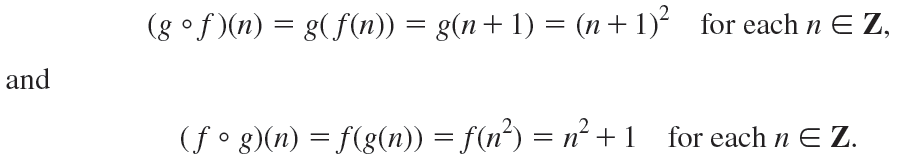 (g ∘ f)(n) = g(f(n)) = g(n + 1) = (n + 1)² for each n ∈ Z,
and
(f ∘ g)(n) = f(g(n)) = f(n²) = n² + 1 for each n ∈ Z.